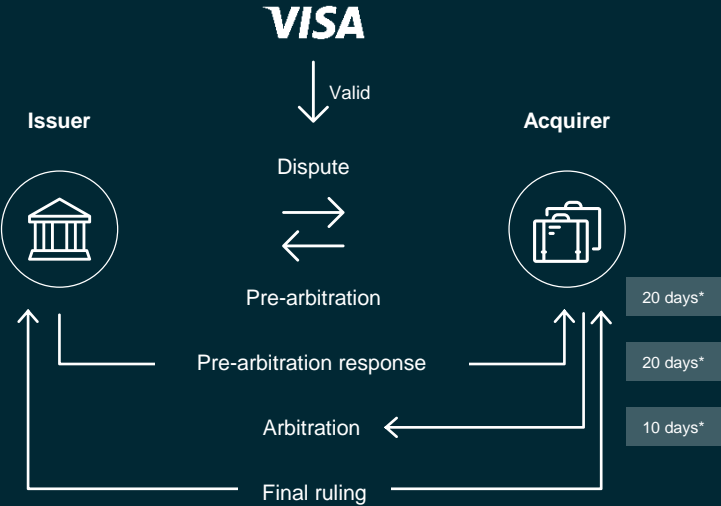 VISA
Valid
Issuer
Acquirer
Dispute
Pre-arbitration
20 days*
Pre-arbitration response
20 days*
Arbitration
10 days*
Final ruling